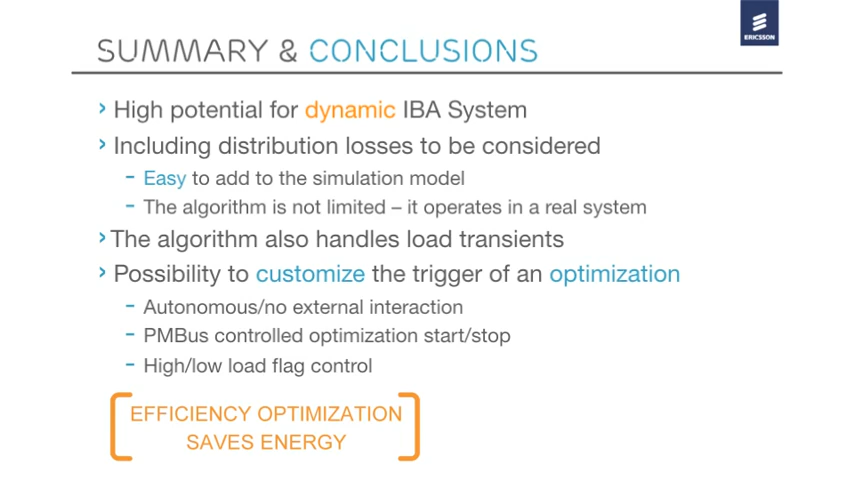 ERICSSON
SUMMARY & CONCLUSIONS
› High potential for dynamic IBA System
› Including distribution losses to be considered
- Easy to add to the simulation model
- The algorithm is not limited – it operates in a real system
› The algorithm also handles load transients
› Possibility to customize the trigger of an optimization
- Autonomous/no external interaction
- PMBus controlled optimization start/stop
- High/low load flag control
EFFICIENCY OPTIMIZATION
SAVES ENERGY